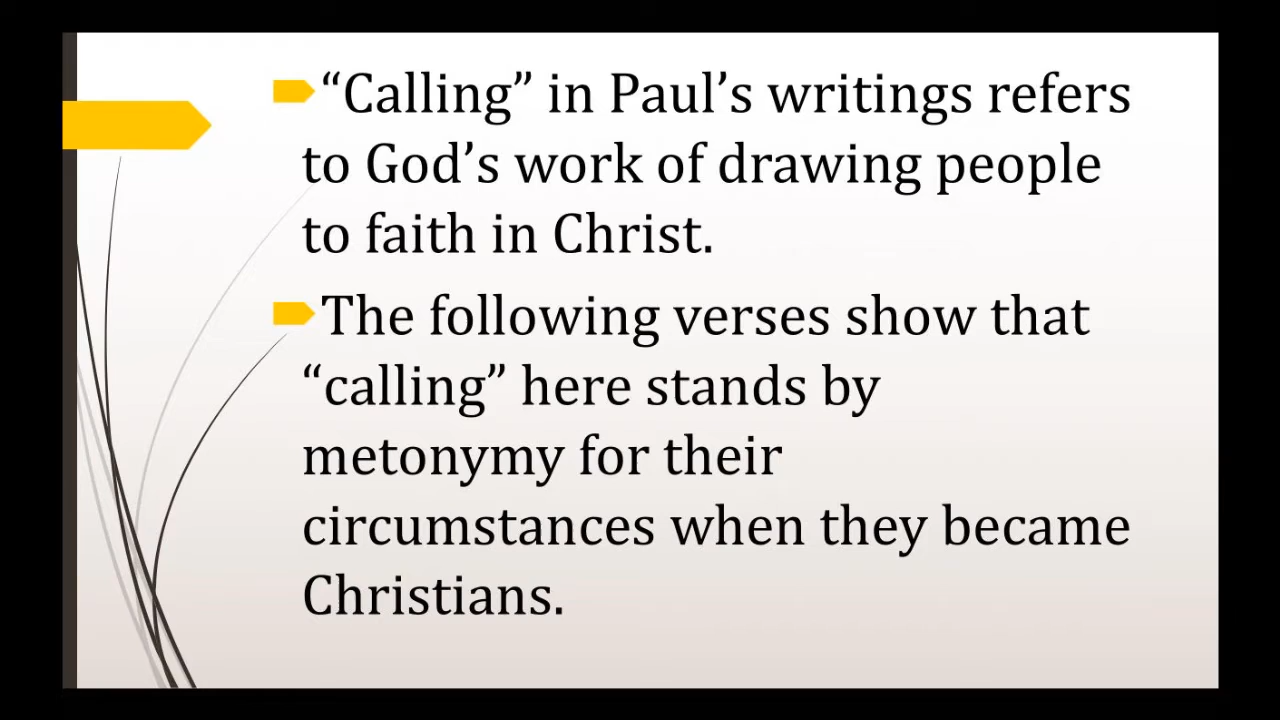 “Calling” in Paul’s writings refers
to God’s work of drawing people
to faith in Christ.
The following verses show that
“calling” here stands by
metonymy for their
circumstances when they became
Christians.